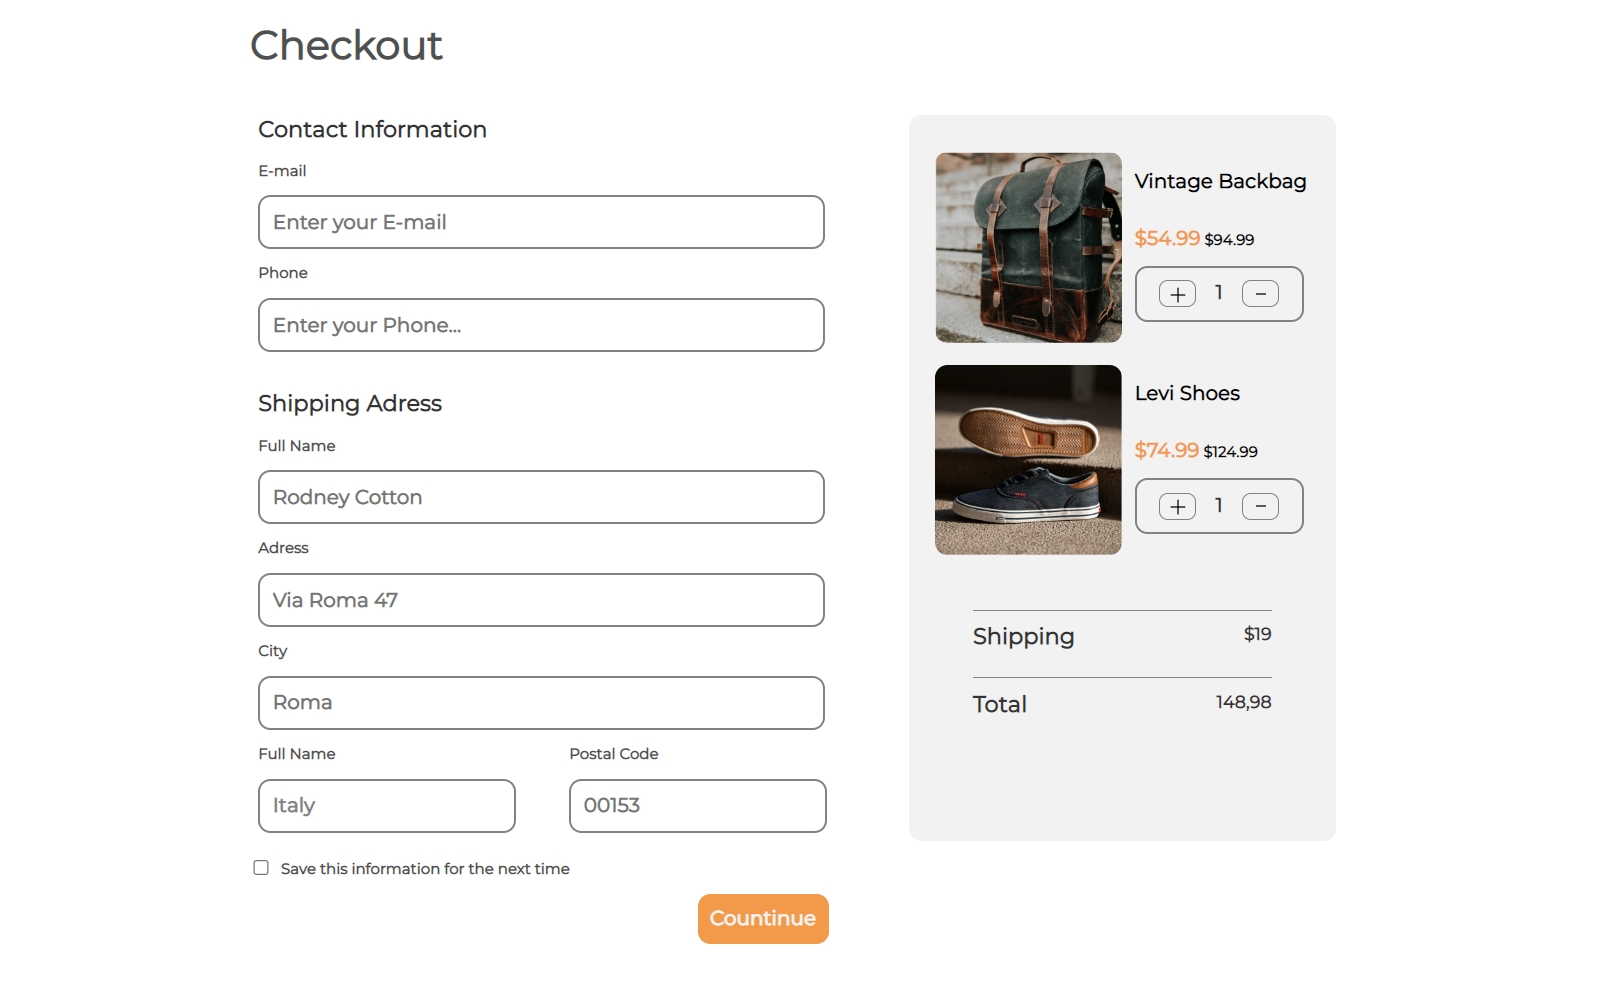 Checkout
Contact Information
E-mail
Enter your E-mail
Phone
Enter your Phone...
Shipping Adress
Full Name
Rodney Cotton
Adress
Via Roma 47
City
Roma
Full Name
Postal Code
Italy
00153
Save this information for the next time
Countinue
Vintage Backbag
$54.99 $94.99
+ 1 −
Levi Shoes
$74.99 $124.99
+ 1 −
Shipping $19
Total 148,98